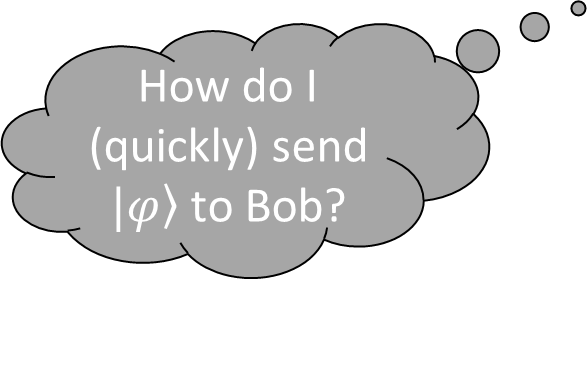 How do I
(quickly) send
|φ⟩ to Bob?